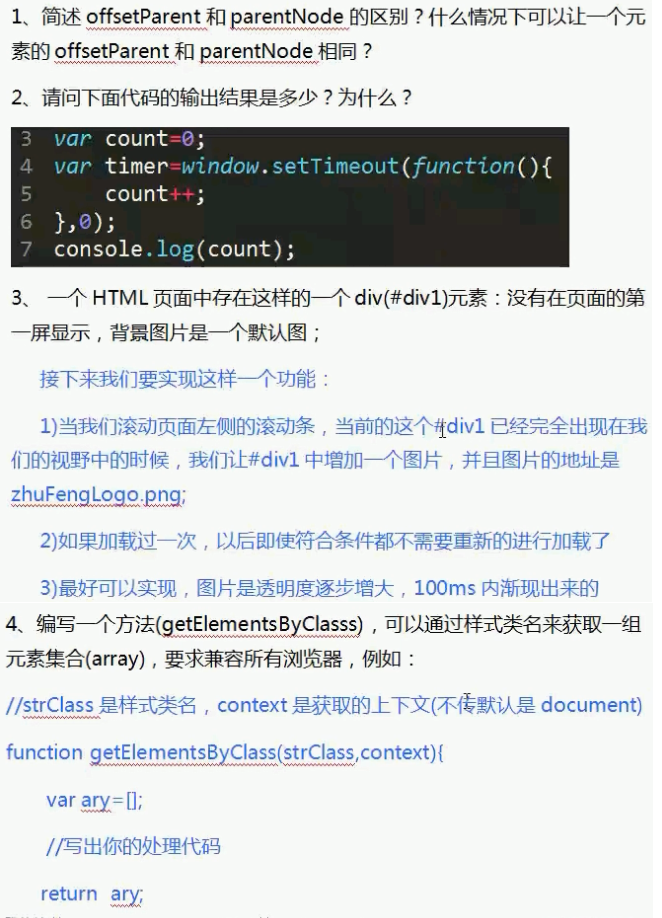 1、简述 offsetParent 和 parentNode 的区别？什么情况下可以让一个元
素的 offsetParent 和 parentNode 相同？
2、请问下面代码的输出结果是多少？为什么？
3 var count=0;
4 var timer=window.setTimeout(function(){
5 count++;
6 },0);
7 console.log(count);
3、 一个 HTML 页面中存在这样的一个 div(#div1)元素：没有在页面的第
一屏显示，背景图片是一个默认图；
接下来我们要实现这样一个功能：
1)当我们滚动页面左侧的滚动条，当前的这个#div1 已经完全出现在我
们的视野中的时候，我们让#div1 中增加一个图片，并且图片的地址是
zhuFengLogo.png;
2)如果加载过一次，以后即使符合条件都不需要重新的进行加载了
3)最好可以实现，图片是透明度逐步增大，100ms 内渐现出来的
4、编写一个方法(getElementsByClasss)，可以通过样式类名来获取一组
元素集合(array)，要求兼容所有浏览器，例如：
//strClass 是样式类名，context 是获取的上下文(不传默认是 document)
function getElementsByClass(strClass,context){
var ary=[];
//写出你的处理代码
return ary;